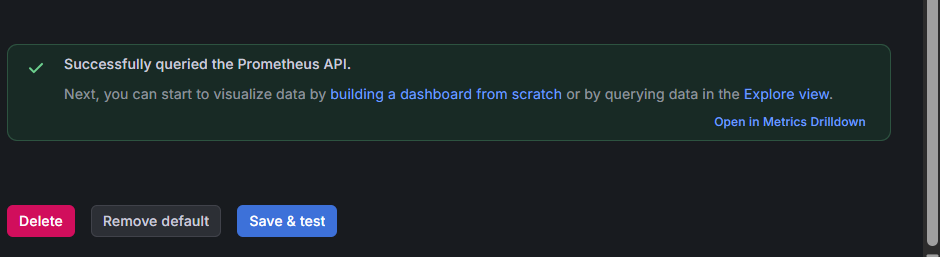 Successfully queried the Prometheus API.
Next, you can start to visualize data by building a dashboard from scratch or by querying data in the Explore view.
Open in Metrics Drilldown
Delete Remove default Save & test